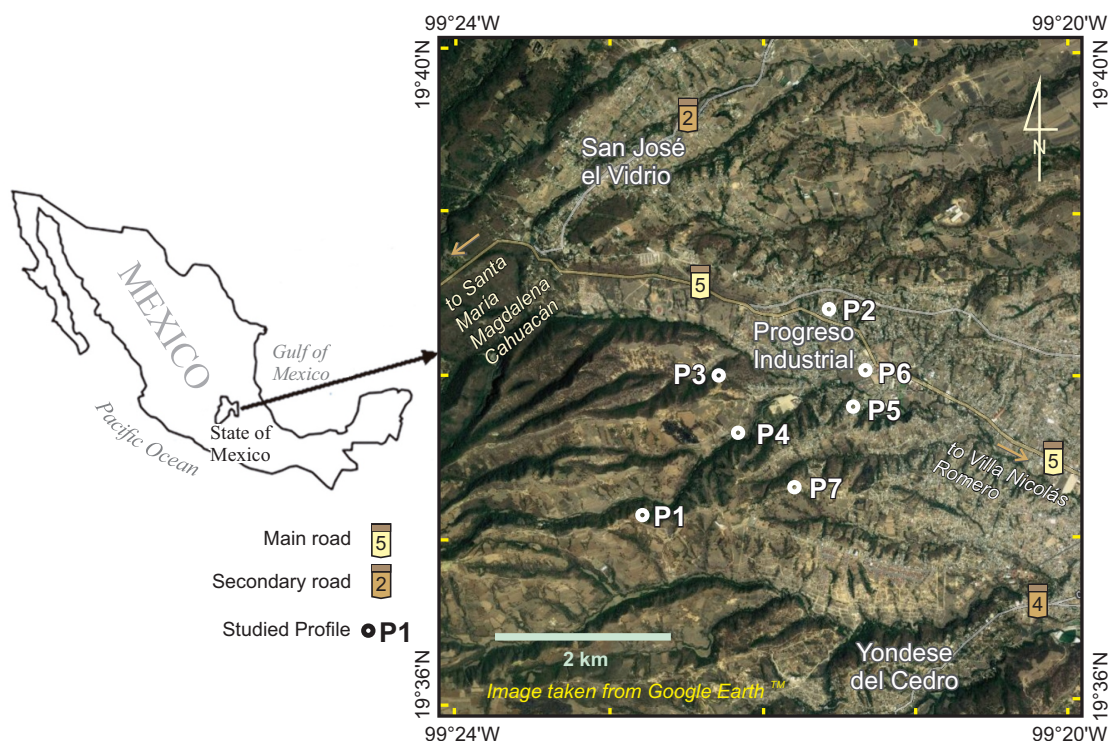 99°24'W
99°20'W
19°40'N
19°40'N
2
San José
el Vidrio
N
MEXICO
Gulf of
Mexico
Pacific Ocean
State of
Mexico
to Santa
María
Magdalena
Cahuacán
5
P2
Progreso
Industrial
P3
P6
P5
P4
to Villa Nicolás
Romero
5
P7
P1
Main road 5
Secondary road 2
Studied Profile P1
4
2 km
Yondese
del Cedro
Image taken from Google Earth ™
19°36'N
19°36'N
99°24'W
99°20'W